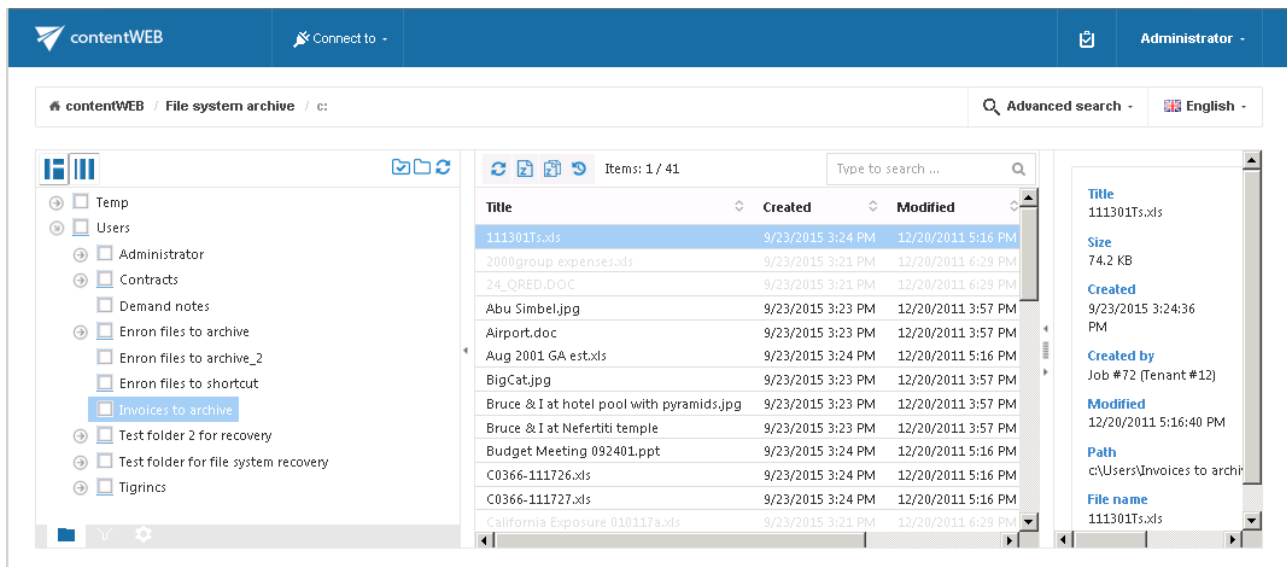 contentWEB
Connect to
Administrator
contentWEB / File system archive / c:
Advanced search
English
Temp
Users
Administrator
Contracts
Demand notes
Enron files to archive
Enron files to archive_2
Enron files to shortcut
Invoices to archive
Test folder 2 for recovery
Test folder for file system recovery
Tigrincs
Items: 1 / 41
Type to search ...
Title Created Modified
111301Ts.xls 9/23/2015 3:24 PM 12/20/2011 5:16 PM
2000group expenses.xls 9/23/2015 3:21 PM 12/20/2011 6:29 PM
24_QRED.DOC 9/23/2015 3:21 PM 12/20/2011 6:29 PM
Abu Simbel.jpg 9/23/2015 3:23 PM 12/20/2011 3:57 PM
Airport.doc 9/23/2015 3:23 PM 12/20/2011 3:57 PM
Aug 2001 GA est.xls 9/23/2015 3:24 PM 12/20/2011 5:16 PM
BigCat.jpg 9/23/2015 3:23 PM 12/20/2011 3:57 PM
Bruce & I at hotel pool with pyramids.jpg 9/23/2015 3:23 PM 12/20/2011 3:57 PM
Bruce & I at Nefertiti temple 9/23/2015 3:23 PM 12/20/2011 3:57 PM
Budget Meeting 092401.ppt 9/23/2015 3:24 PM 12/20/2011 3:57 PM
C0366-111726.xls 9/23/2015 3:24 PM 12/20/2011 5:16 PM
C0366-111727.xls 9/23/2015 3:24 PM 12/20/2011 5:16 PM
California Exposure 010117a.xls 9/23/2015 3:21 PM 12/20/2011 6:29 PM
Title
111301Ts.xls
Size
74.2 KB
Created
9/23/2015 3:24:36
PM
Created by
Job #72 (Tenant #12)
Modified
12/20/2011 5:16:40 PM
Path
c:\Users\Invoices to archi
File name
111301Ts.xls